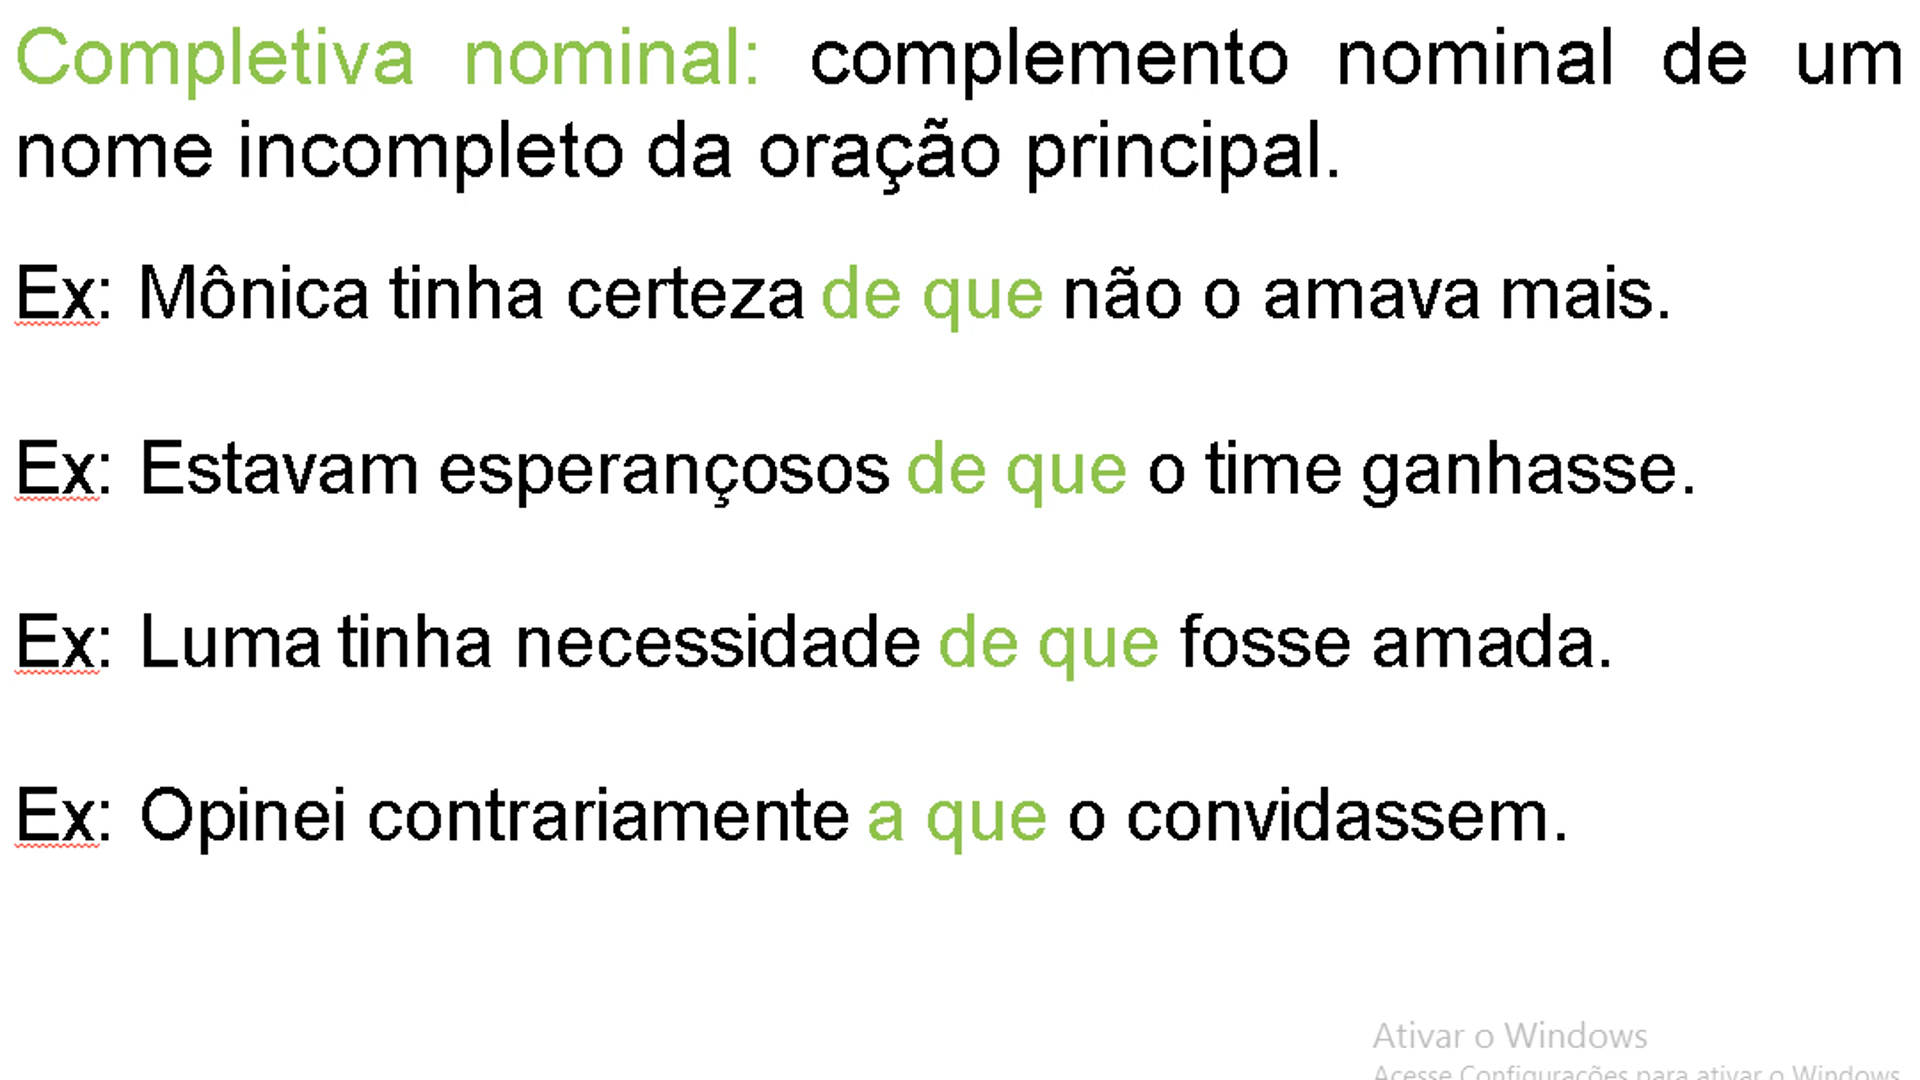 Completiva nominal: complemento nominal de um
nome incompleto da oração principal.
Ex: Mônica tinha certeza de que não o amava mais.
Ex: Estavam esperançosos de que o time ganhasse.
Ex: Luma tinha necessidade de que fosse amada.
Ex: Opinei contrariamente a que o convidassem.
Ativar o Windows
Acesse Configurações para ativar o Windows